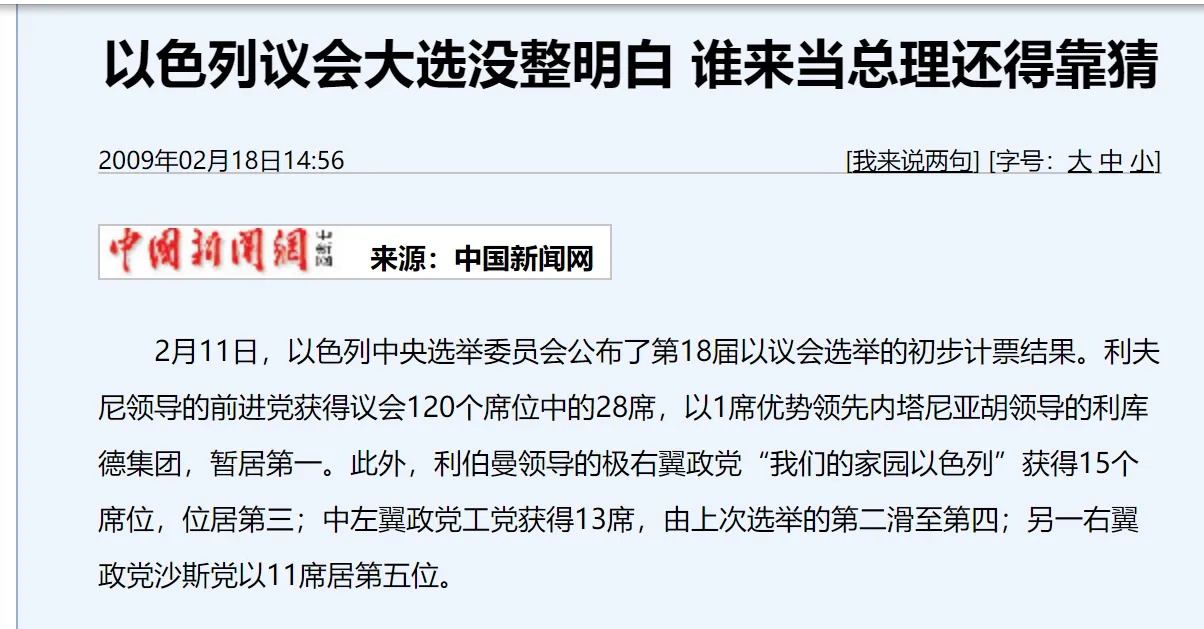 以色列议会大选没整明白 谁来当总理还得靠猜
2009年02月18日14:56 [我来说两句] [字号：大 中 小]
中國新聞網 中新网 来源：中国新闻网
2月11日，以色列中央选举委员会公布了第18届以议会选举的初步计票结果。利夫
尼领导的前进党获得议会120个席位中的28席，以1席优势领先内塔尼亚胡领导的利库
德集团，暂居第一。此外，利伯曼领导的极右翼政党“我们的家园以色列”获得15个
席位，位居第三；中左翼政党工党获得13席，由上次选举的第二滑至第四；另一右翼
政党沙斯党以11席居第五位。